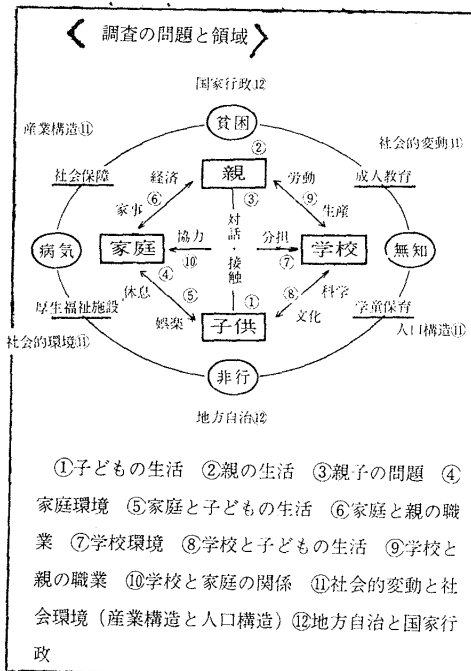 〈 調査の問題と領域 〉
国家行政⑫
貧困
産業構造⑪
社会的変動⑪
②
社会保障
経済
親
労働
成人教育
⑥
③
⑨
家事
対話・接触
生産
病気
家庭
協力
分担
学校
無知
⑩
⑦
④
休息
⑤
①
⑧
科学
厚生福祉施設
学童保育
娯楽
子供
文化
社会的環境⑪
人口構造⑪
非行
地方自治⑫
①子どもの生活 ②親の生活 ③親子の問題 ④
家庭環境 ⑤家庭と子どもの生活 ⑥家庭と親の職
業 ⑦学校環境 ⑧学校と子どもの生活 ⑨学校と
親の職業 ⑩学校と家庭の関係 ⑪社会的変動と社
会環境(産業構造と人口構造)⑫地方自治と国家行
政